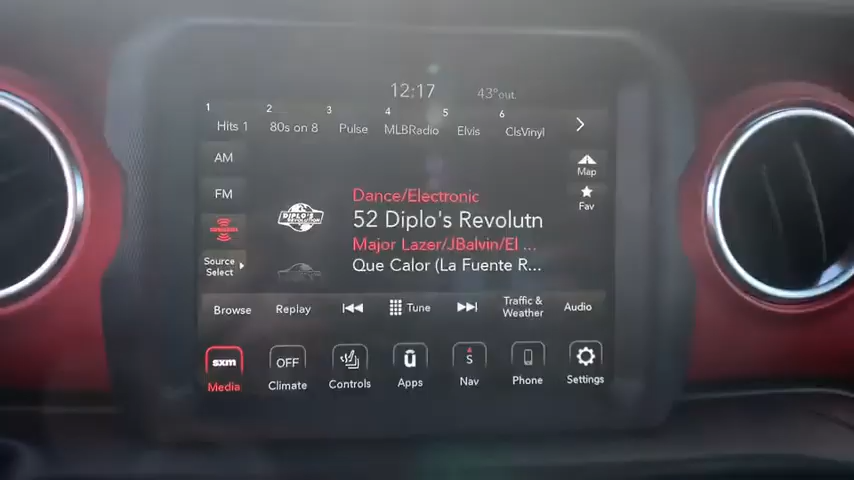 12:17 43° out.
1 2 3 4 5 6
Hits 1 80s on 8 Pulse MLBRadio Elvis ClsVinyl
AM
Map
FM
Fav
Dance/Electronic
DIPLO'S
REVOLUTION
52 Diplo's Revolutn
Major Lazer/JBalvin/El ...
Source
Select
Que Calor (La Fuente R...
Browse Replay Tune Traffic &
Weather Audio
sxm OFF S
Media Climate Controls Apps Nav Phone Settings